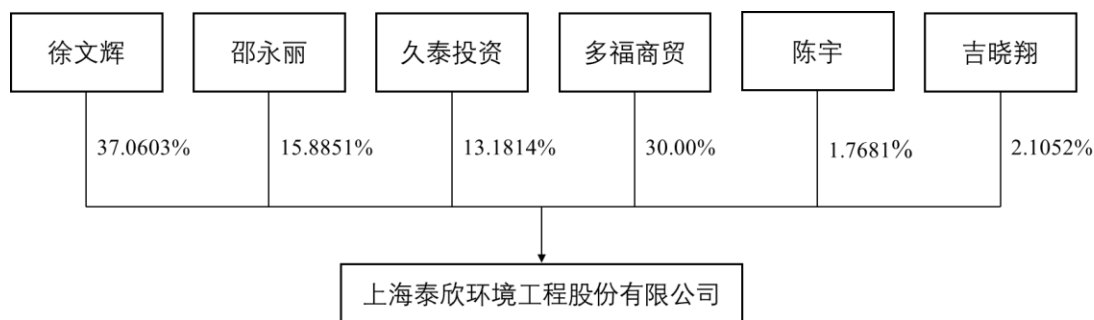 徐文辉 邵永丽 久泰投资 多福商贸 陈宇 吉晓翔
37.0603% 15.8851% 13.1814% 30.00% 1.7681% 2.1052%
上海泰欣环境工程股份有限公司